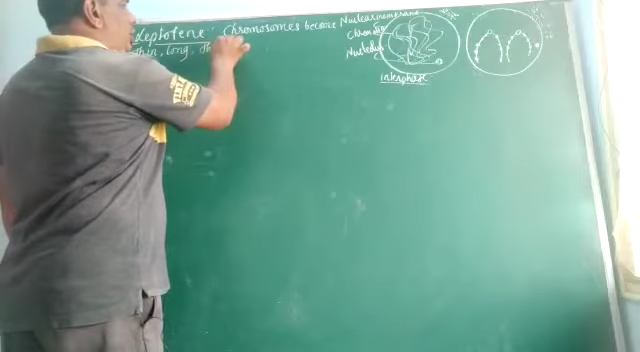 Leptotene: Chromosomes become
thin, long,
Nuclear membrane
Nucleolus
interphase